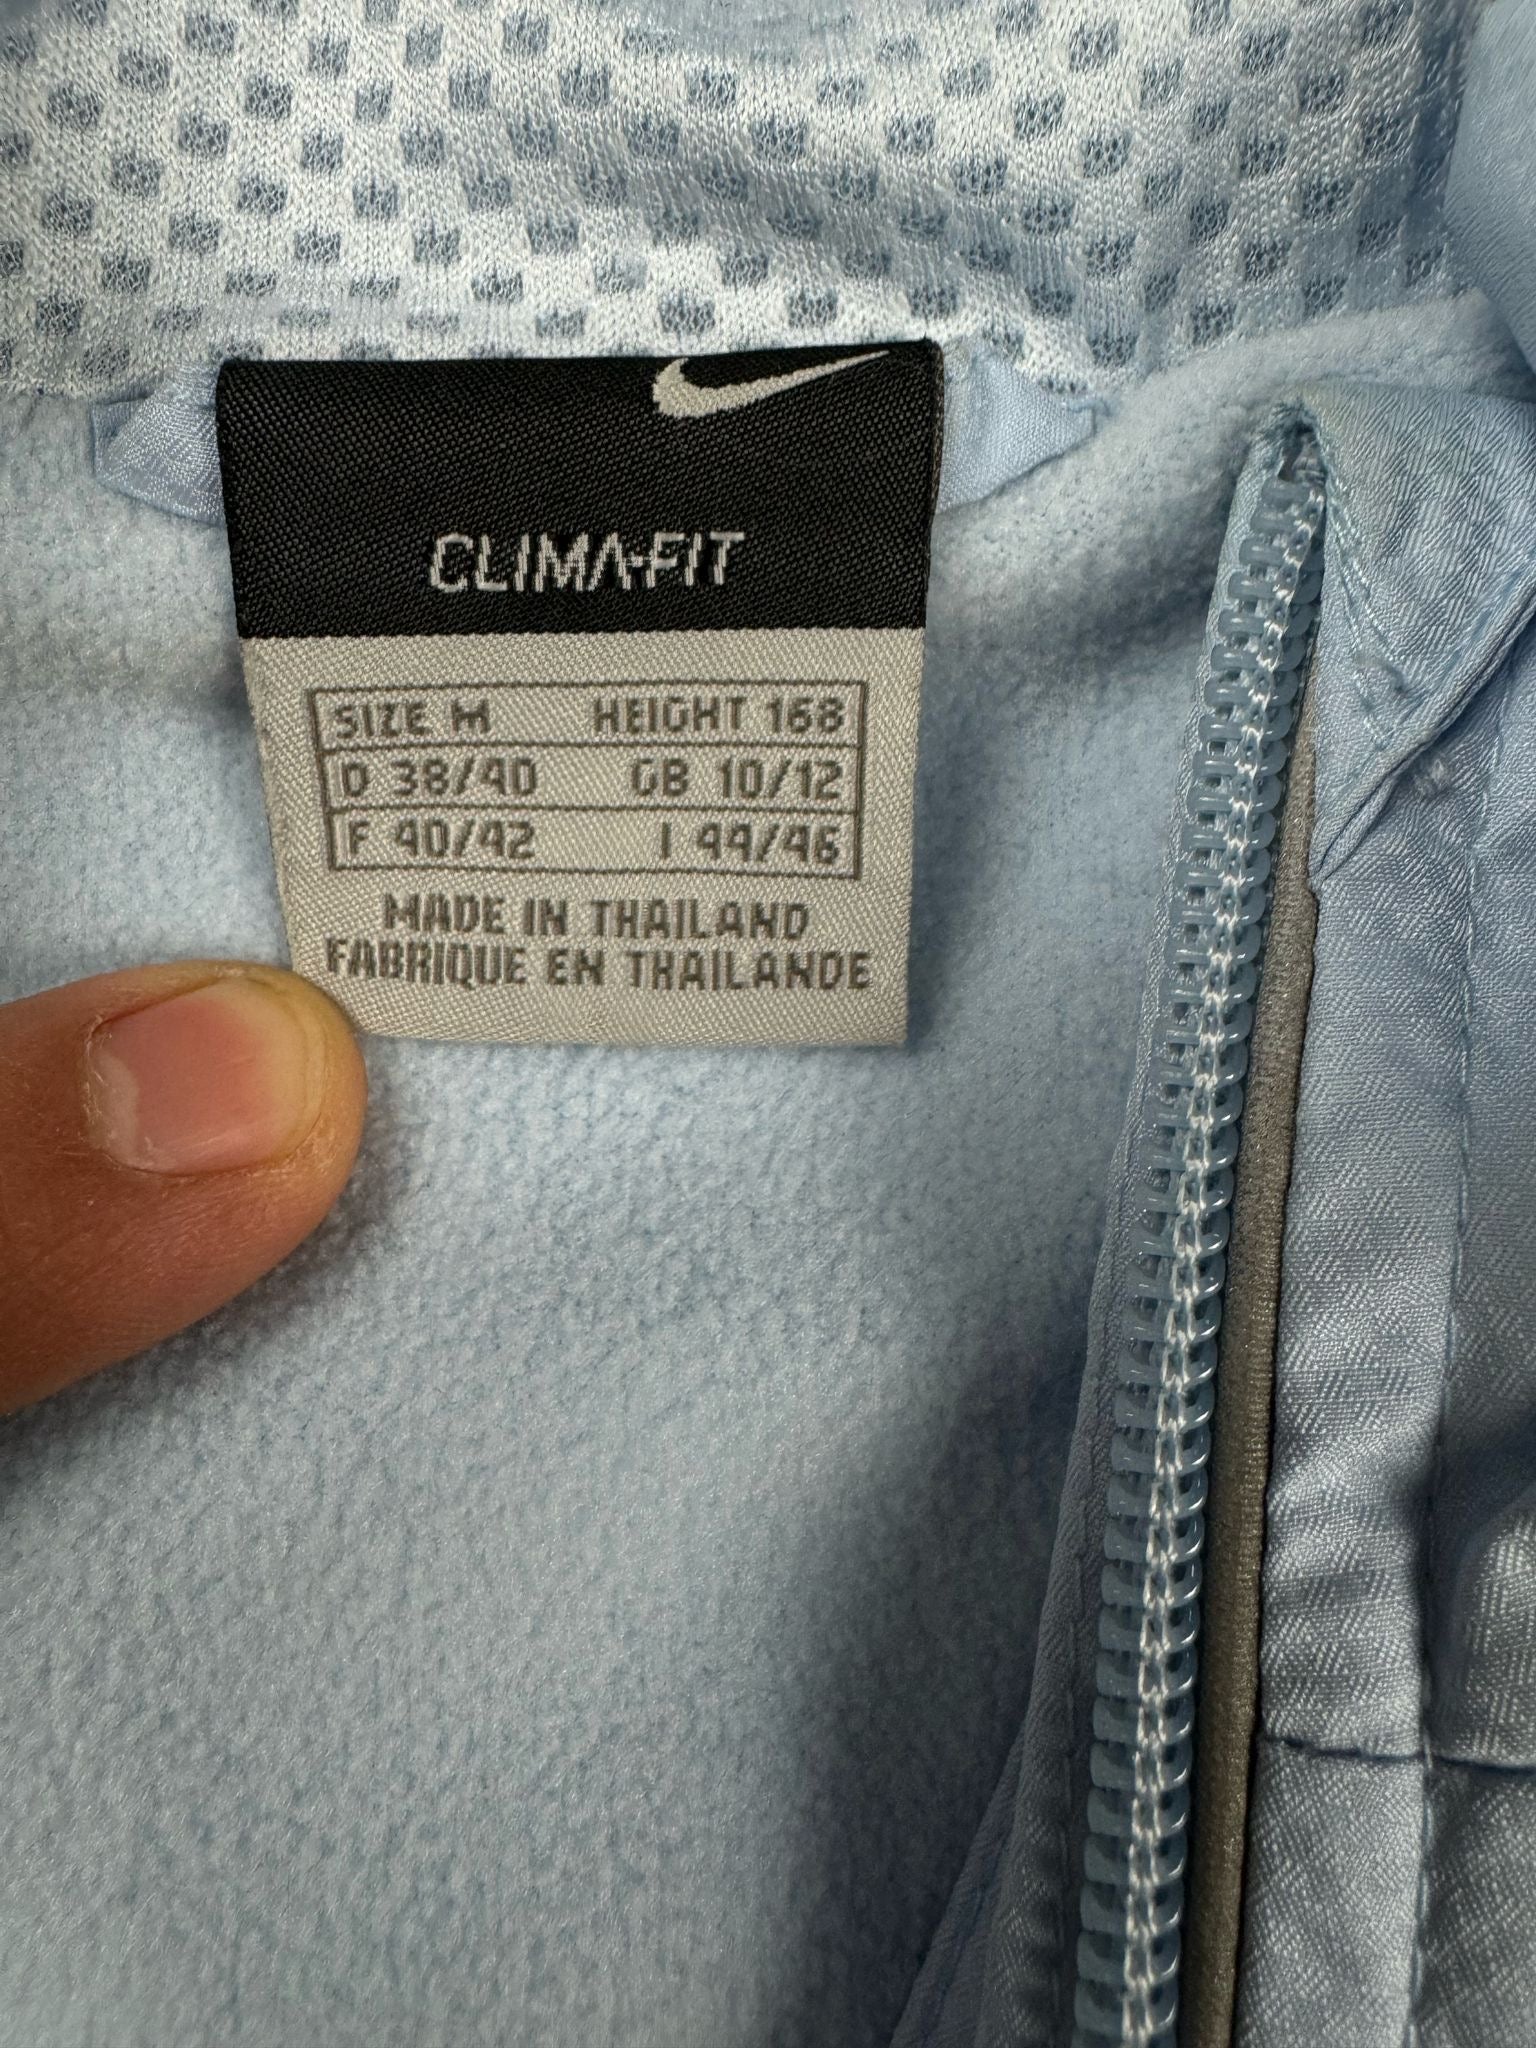 CLIMA-FIT
SIZE M HEIGHT 168
D 38/40 GB 10/12
F 40/42 I 44/46
MADE IN THAILAND
FABRIQUE EN THAILANDE